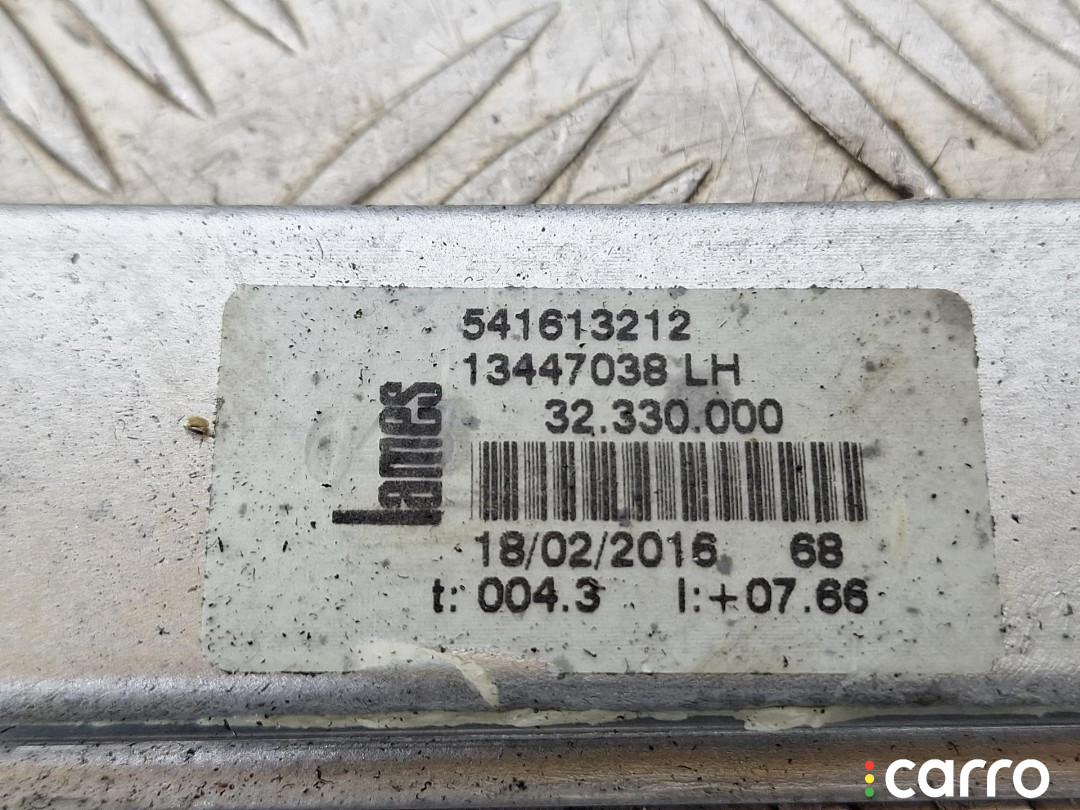 541613212
13447038 LH
32.330.000
Lames
18/02/2016 68
t: 004.3 l:+07.66
carro